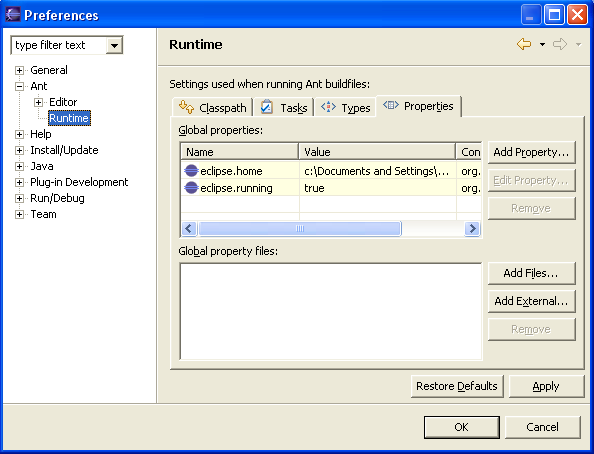 Preferences
type filter text
Runtime
General
Ant
Editor
Runtime
Help
Install/Update
Java
Plug-in Development
Run/Debug
Team
Settings used when running Ant buildfiles:
Classpath Tasks Types Properties
Global properties:
Name Value Con
eclipse.home c:\Documents and Settings\... org.
eclipse.running true org.
Add Property...
Edit Property...
Remove
Global property files:
Add Files...
Add External...
Remove
Restore Defaults Apply
OK Cancel